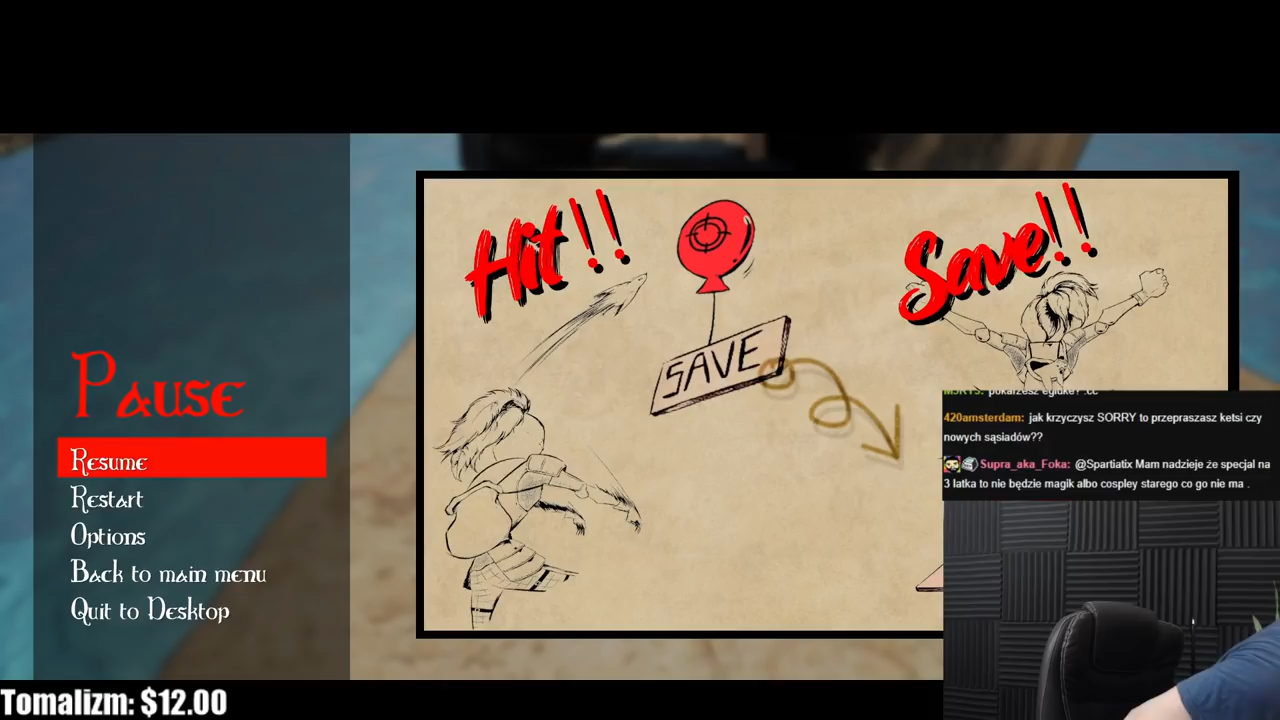 Hit!!
SAVE
Save!!
Pause
Resume
Restart
Options
Back to main menu
Quit to Desktop
420amsterdam: jak krzyczysz SORRY to przepraszasz ketsi czy
nowych sąsiadów??
Supra_aka_Foka: @Spartiatix Mam nadzieje że specjal na
3 latka to nie będzie magik albo cospley starego co go nie ma .
Tomalizm: $12.00